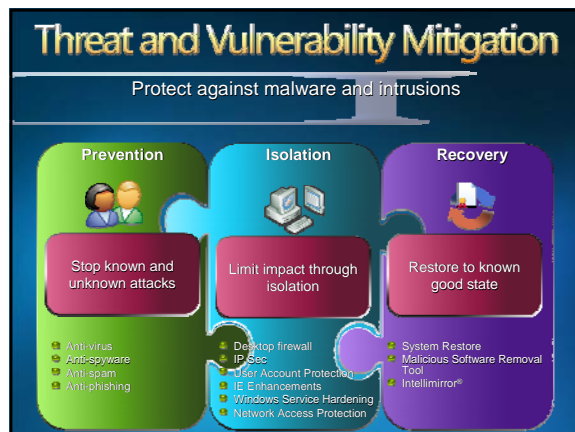 Threat and Vulnerability Mitigation
Protect against malware and intrusions
Prevention
Stop known and
unknown attacks
Anti-virus
Anti-spyware
Anti-spam
Anti-phishing
Isolation
Limit impact through
isolation
Desktop firewall
IP Sec
User Account Protection
IE Enhancements
Windows Service Hardening
Network Access Protection
Recovery
Restore to known
good state
System Restore
Malicious Software Removal
Tool
Intellimirror®